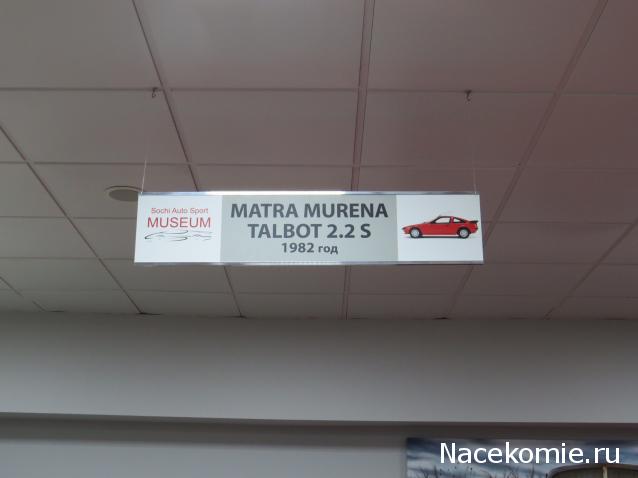 Sochi Auto Sport
MUSEUM
MATRA MURENA
TALBOT 2.2 S
1982 год
Nacekomie.ru